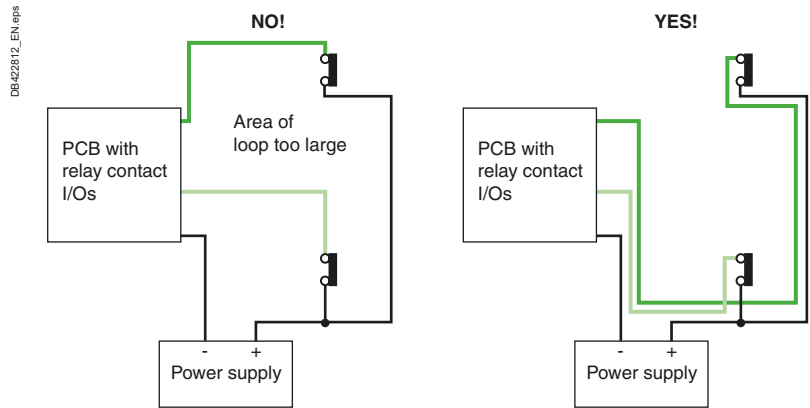 DB422812_EN.eps
NO!
PCB with
relay contact
I/Os
Area of
loop too large
- +
Power supply
YES!
PCB with
relay contact
I/Os
- +
Power supply